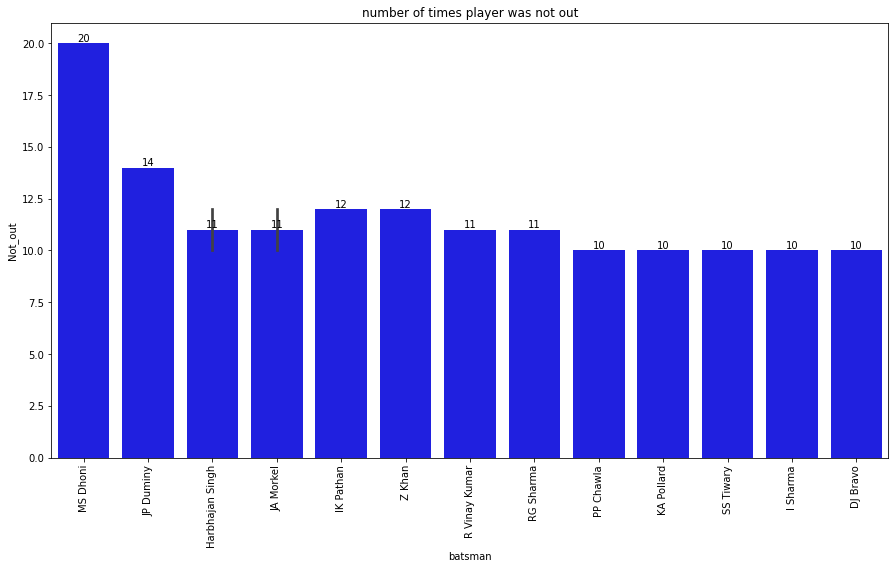 number of times player was not out
Not_out
20.0
17.5
15.0
12.5
10.0
7.5
5.0
2.5
0.0
20
14
11
11
12
12
11
11
10
10
10
10
10
MS Dhoni
JP Duminy
Harbhajan Singh
JA Morkel
IK Pathan
Z Khan
R Vinay Kumar
RG Sharma
PP Chawla
KA Pollard
SS Tiwary
I Sharma
DJ Bravo
batsman